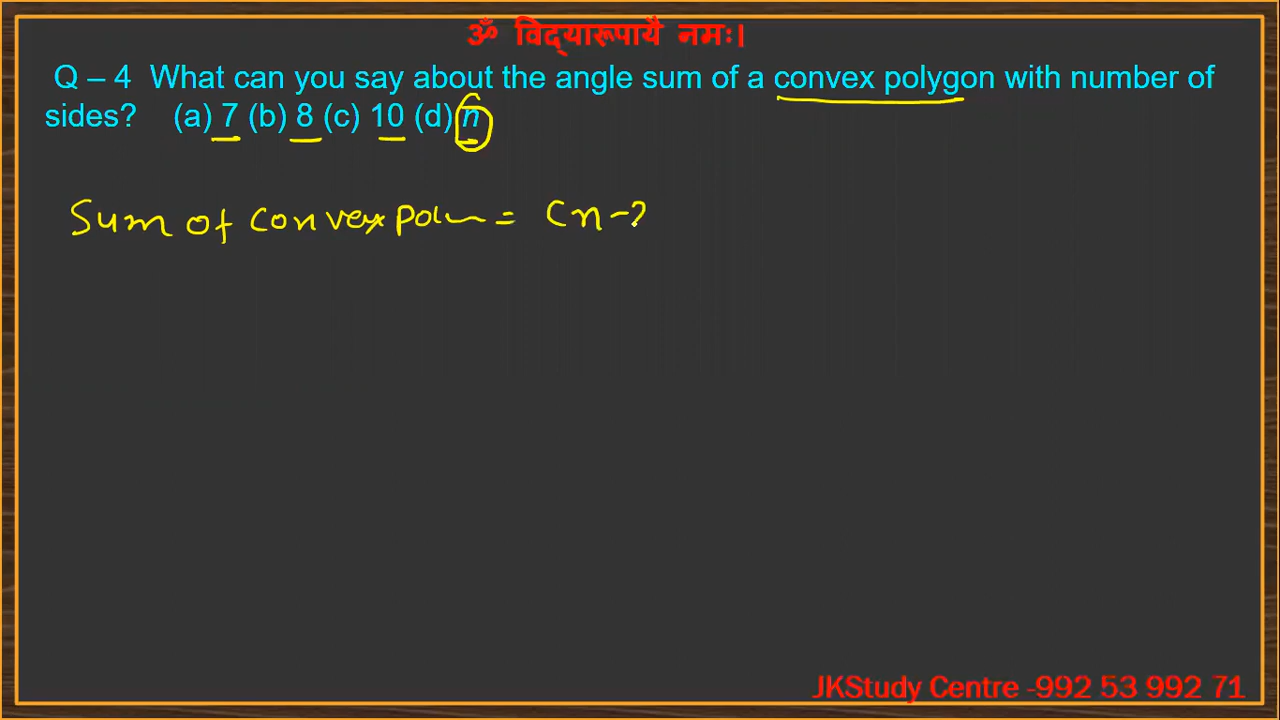 ॐ विद्यारूपायै नमः।
Q – 4 What can you say about the angle sum of a convex polygon with number of
sides? (a) 7 (b) 8 (c) 10 (d) n
Sum of convex pol = (n-2
JKStudy Centre -992 53 992 71